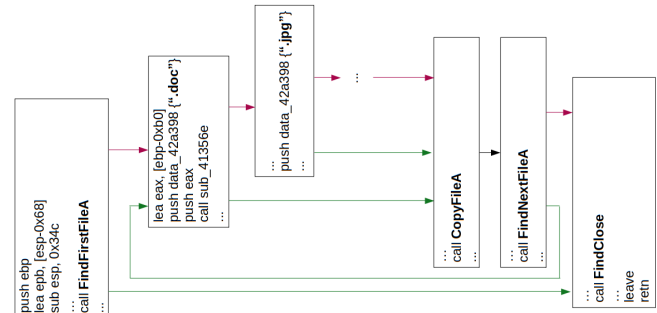 push ebp
lea epb, [esp-0x68]
sub esp, 0x34c
...
call FindFirstFileA
...
lea eax, [ebp-0xb0]
push data_42a398 {“.doc”}
push eax
call sub_41356e
...
...
push data_42a398 {“.jpg”}
...
...
...
call CopyFileA
...
...
call FindNextFileA
...
...
call FindClose
...
leave
retn